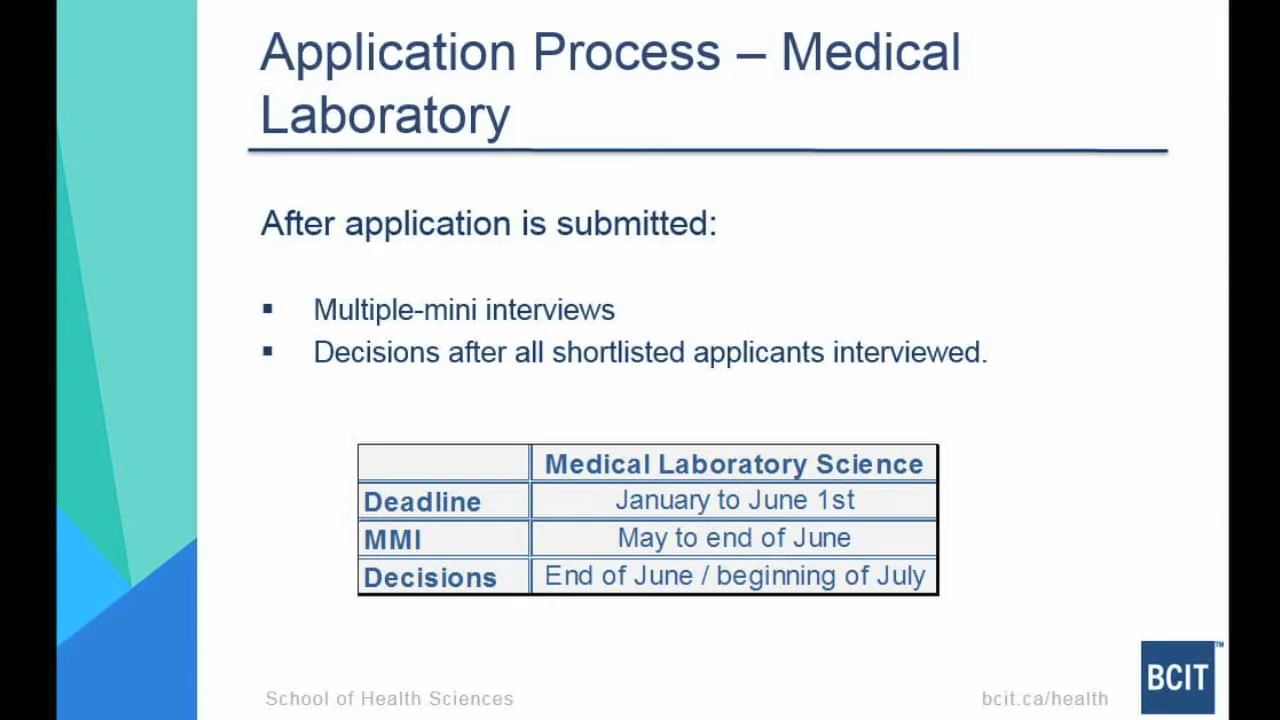 Application Process – Medical
Laboratory
After application is submitted:
▪ Multiple-mini interviews
▪ Decisions after all shortlisted applicants interviewed.
Medical Laboratory Science
Deadline January to June 1st
MMI May to end of June
Decisions End of June / beginning of July
School of Health Sciences
bcit.ca/health
BCIT™